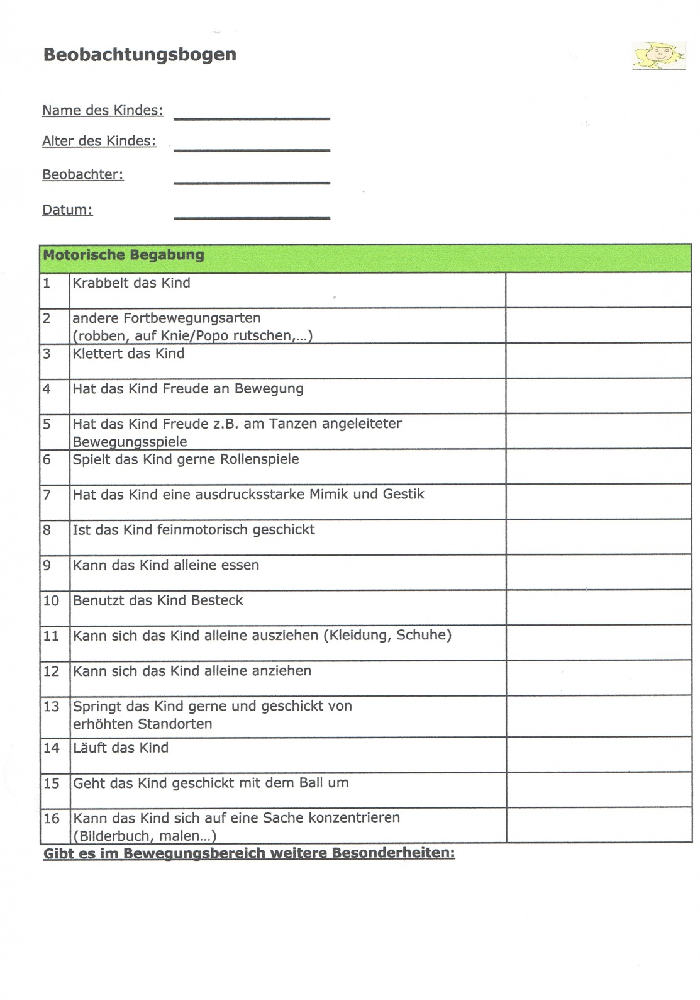 Beobachtungsbogen
Name des Kindes:
Alter des Kindes:
Beobachter:
Datum:
Motorische Begabung
1 Krabbelt das Kind
2 andere Fortbewegungsarten
(robben, auf Knie/Popo rutschen,...)
3 Klettert das Kind
4 Hat das Kind Freude an Bewegung
5 Hat das Kind Freude z.B. am Tanzen angeleiteter
Bewegungsspiele
6 Spielt das Kind gerne Rollenspiele
7 Hat das Kind eine ausdrucksstarke Mimik und Gestik
8 Ist das Kind feinmotorisch geschickt
9 Kann das Kind alleine essen
10 Benutzt das Kind Besteck
11 Kann sich das Kind alleine ausziehen (Kleidung, Schuhe)
12 Kann sich das Kind alleine anziehen
13 Springt das Kind gerne und geschickt von
erhöhten Standorten
14 Läuft das Kind
15 Geht das Kind geschickt mit dem Ball um
16 Kann das Kind sich auf eine Sache konzentrieren
(Bilderbuch, malen...)
Gibt es im Bewegungsbereich weitere Besonderheiten: